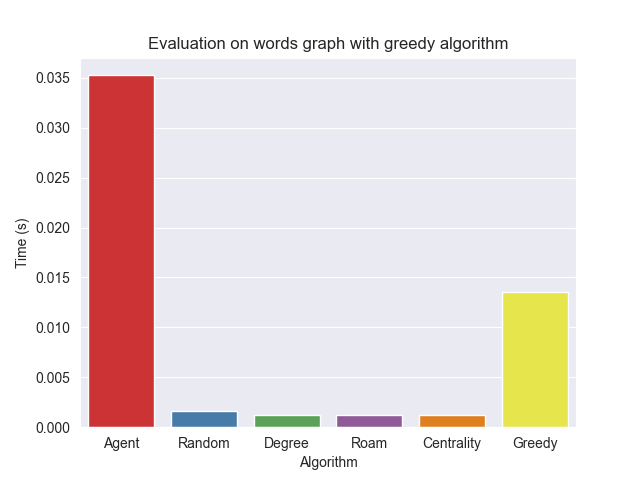 Evaluation on words graph with greedy algorithm
0.035
0.030
0.025
0.020
0.015
0.010
0.005
0.000
Time (s)
Agent Random Degree Roam Centrality Greedy
Algorithm